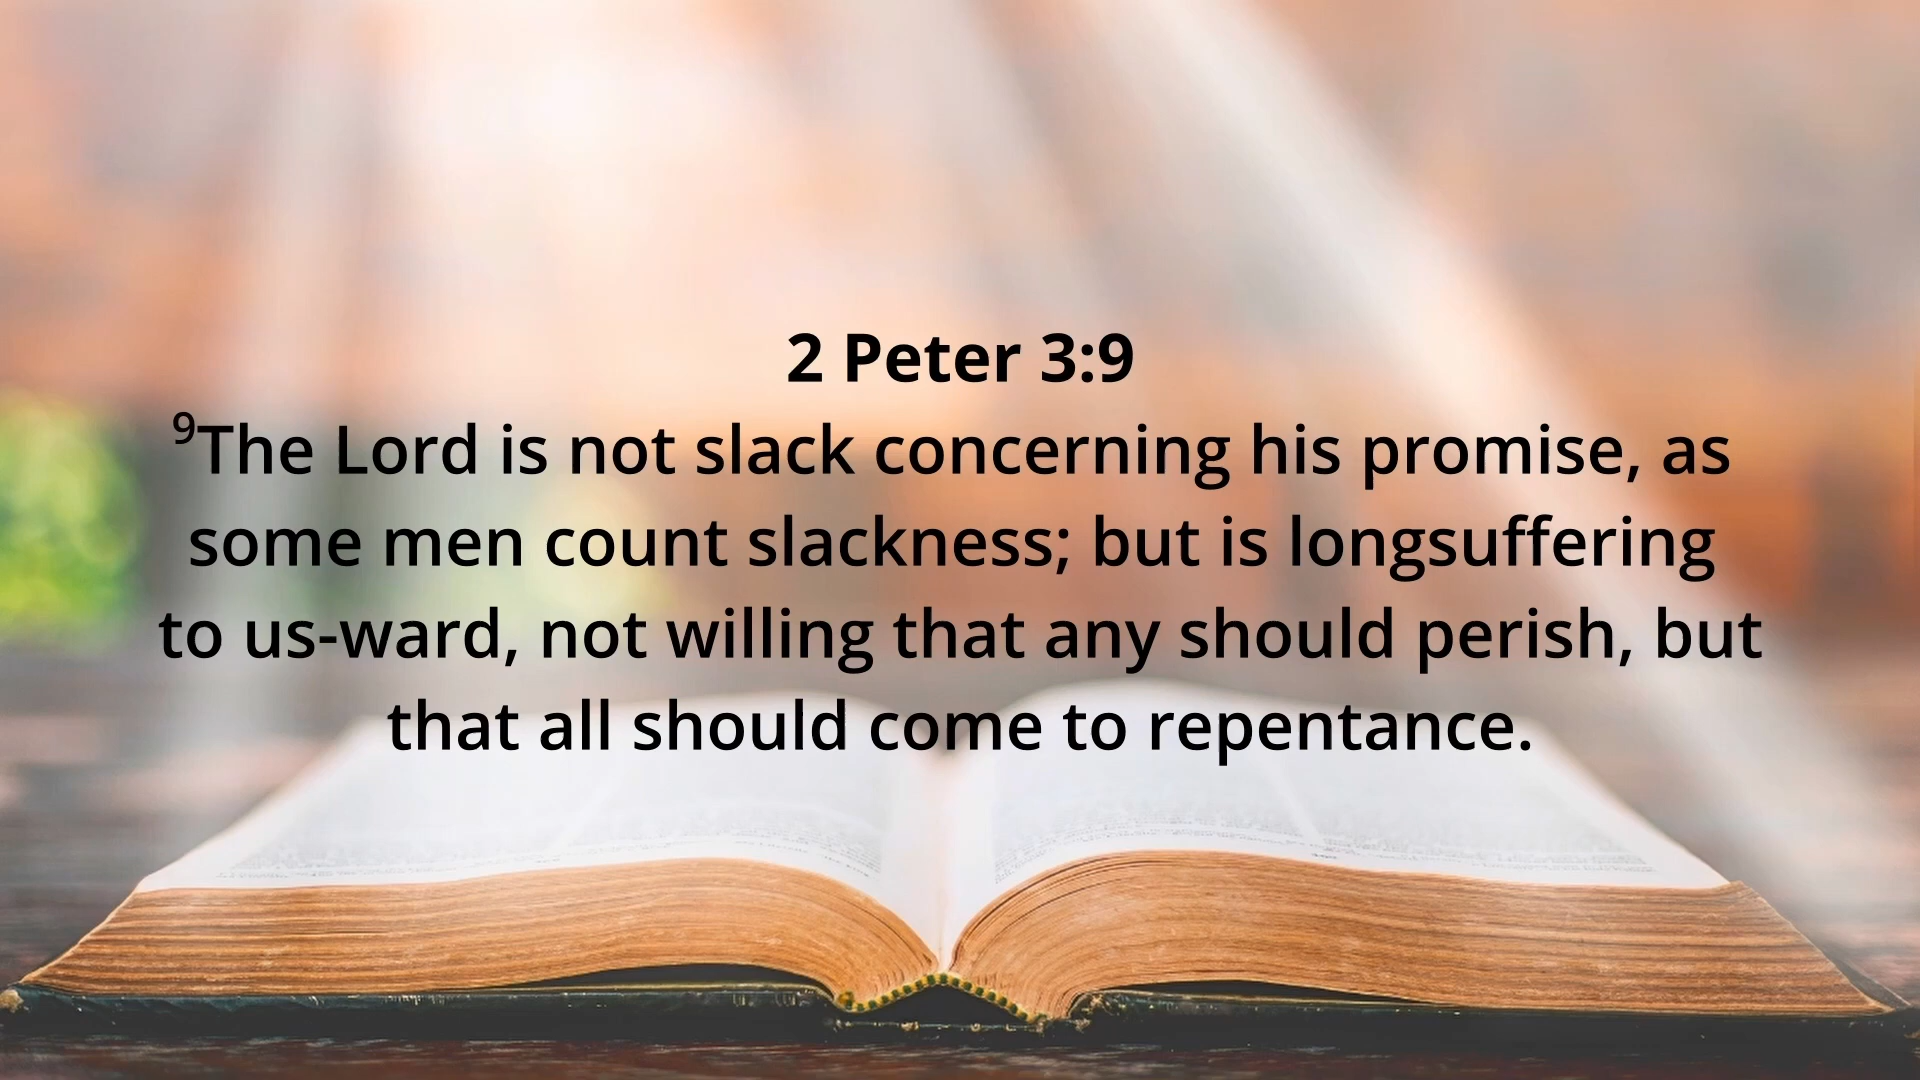 2 Peter 3:9
⁹The Lord is not slack concerning his promise, as
some men count slackness; but is longsuffering
to us-ward, not willing that any should perish, but
that all should come to repentance.